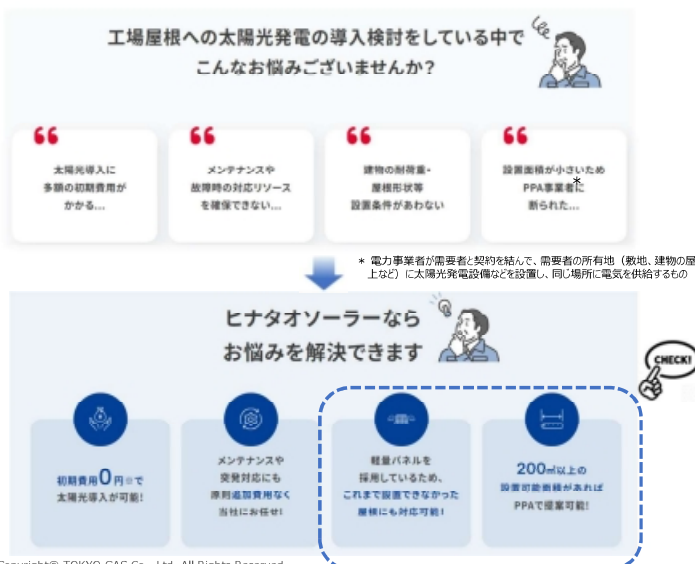 工場屋根への太陽光発電の導入検討をしている中で
こんなお悩みございませんか?
太陽光導入に
多額の初期費用が
かかる...
メンテナンスや
故障時の対応リソース
を確保できない...
建物の耐荷重・
屋根形状等
設置条件があわない
設置面積が小さいため
PPA事業者に
*
断られた...
* 電力事業者が需要者と契約を結んで、需要者の所有地(敷地、建物の屋
上など)に太陽光発電設備などを設置し、同じ場所に電気を供給するもの
ヒナタオソーラーなら
お悩みを解決できます
CHECK!
初期費用0円※で
太陽光導入が可能!
メンテナンスや
突発対応にも
原則追加費用なく
当社にお任せ!
軽量パネルを
採用しているため、
これまで設置できなかった
屋根にも対応可能!
200㎡以上の
設置可能面積があれば
PPAで提案可能!
Copyright© TOKYO GAS Co., Ltd. All Rights Reserved